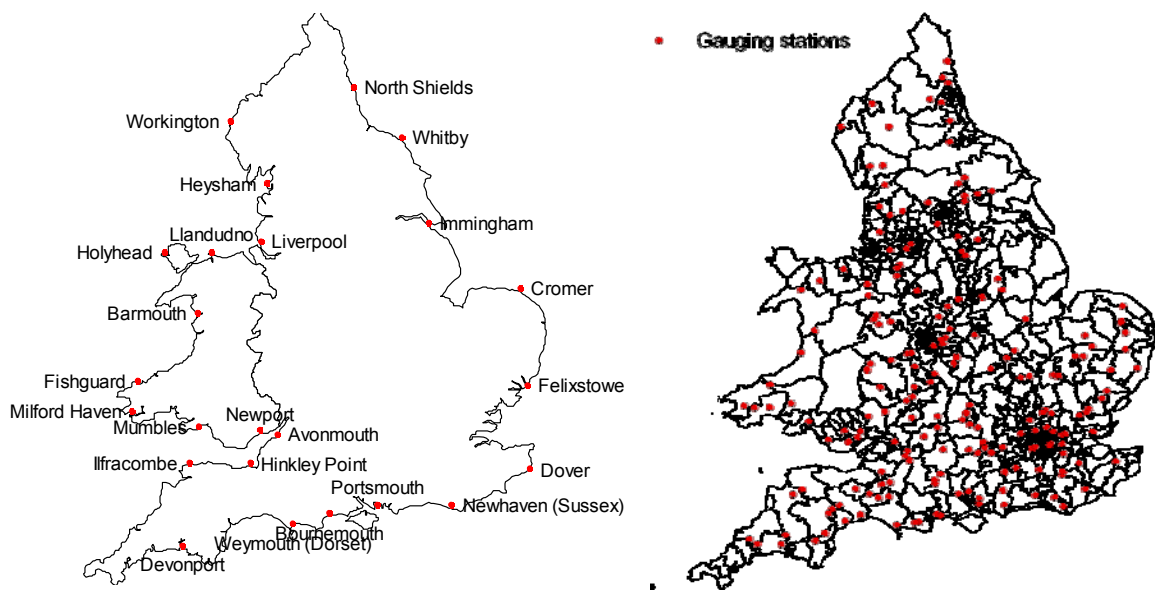 Gauging stations
North Shields
Workington
Whitby
Heysham
Immingham
Llandudno
Liverpool
Holyhead
Cromer
Barmouth
Fishguard
Felixstowe
Milford Haven
Newport
Mumbles
Avonmouth
Ilfracombe
Hinkley Point
Dover
Portsmouth
Newhaven (Sussex)
Bournemouth
Weymouth (Dorset)
Devonport